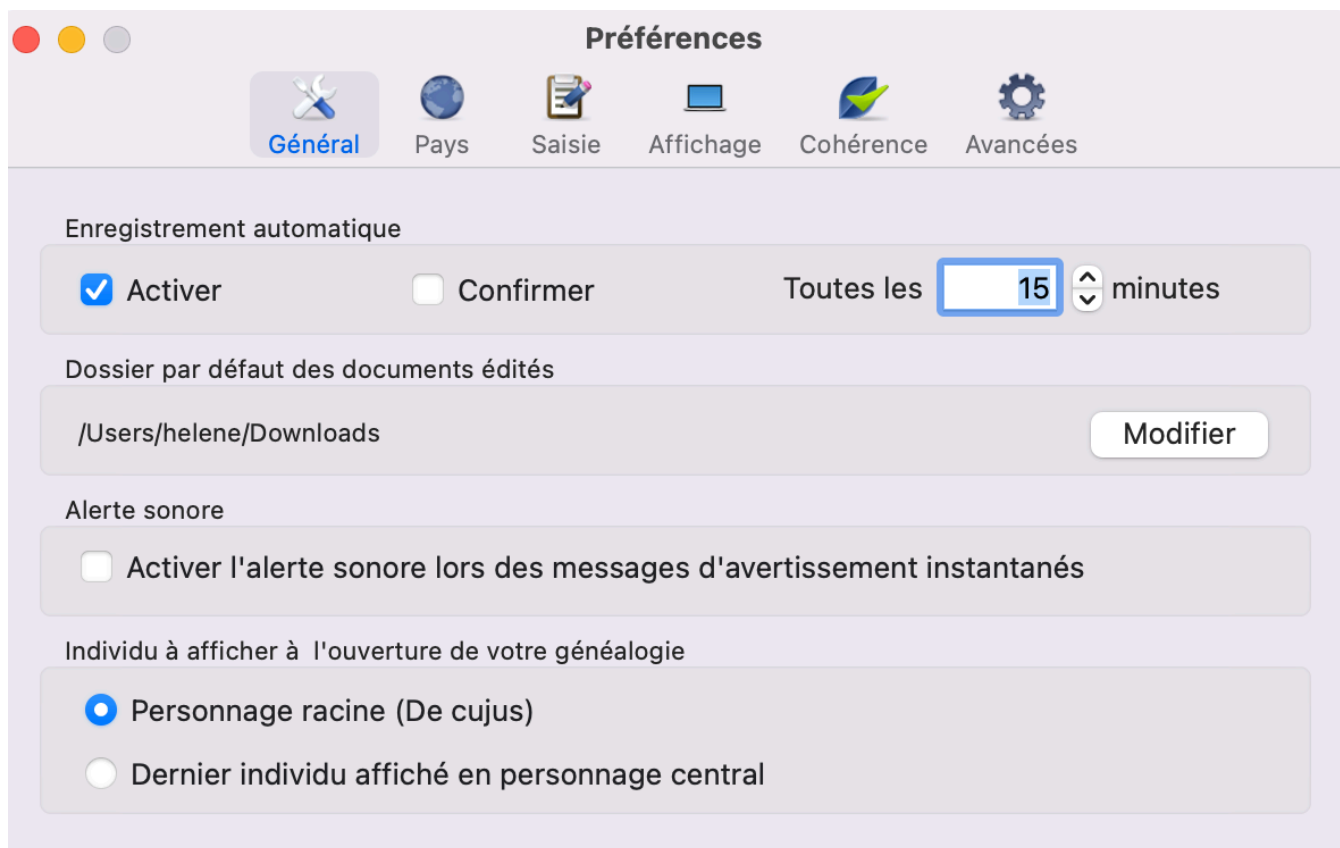 Préférences
Général Pays Saisie Affichage Cohérence Avancées
Enregistrement automatique
Activer Confirmer Toutes les 15 minutes
Dossier par défaut des documents édités
/Users/helene/Downloads Modifier
Alerte sonore
Activer l'alerte sonore lors des messages d'avertissement instantanés
Individu à afficher à  l'ouverture de votre généalogie
Personnage racine (De cujus)
Dernier individu affiché en personnage central